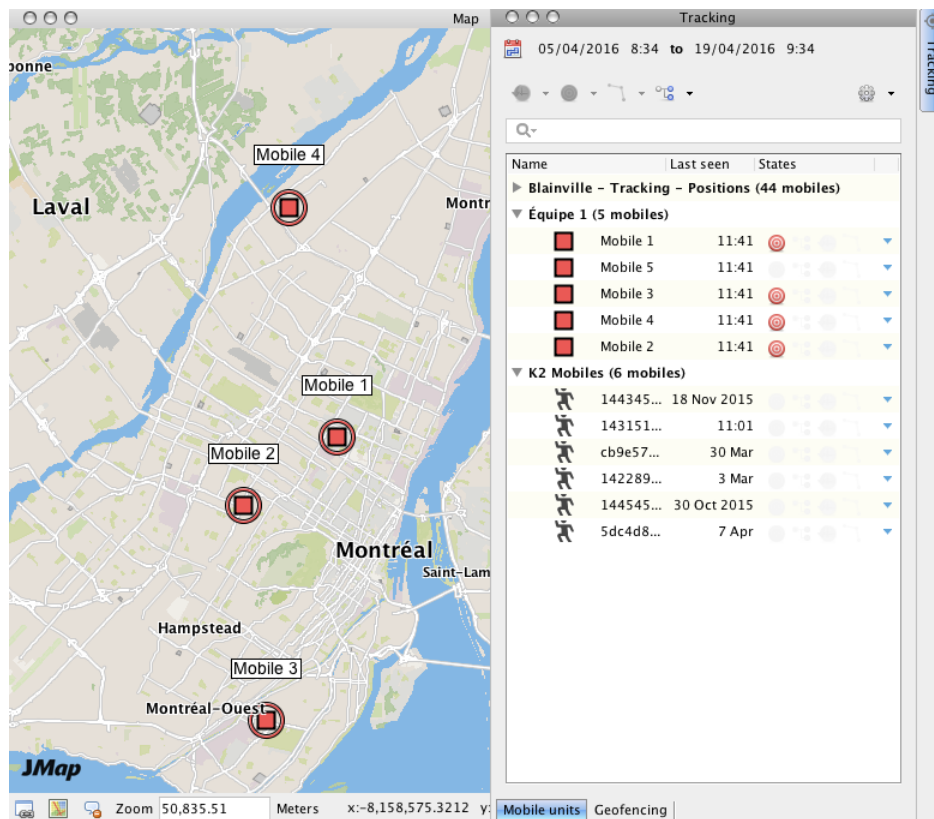 Map
bonne
Mobile 4
Laval
Montr
Mobile 1
Mobile 2
Montréal
Saint-Lam
Hampstead
Mobile 3
Montréal-Ouest
JMap
Zoom 50,835.51 Meters x:-8,158,575.3212 y:
Tracking
05/04/2016 8:34 to 19/04/2016 9:34
Name Last seen States
Blainville - Tracking - Positions (44 mobiles)
Équipe 1 (5 mobiles)
Mobile 1 11:41
Mobile 5 11:41
Mobile 3 11:41
Mobile 4 11:41
Mobile 2 11:41
K2 Mobiles (6 mobiles)
144345... 18 Nov 2015
143151... 11:01
cb9e57... 30 Mar
142289... 3 Mar
144545... 30 Oct 2015
5dc4d8... 7 Apr
Mobile units Geofencing
Tracking